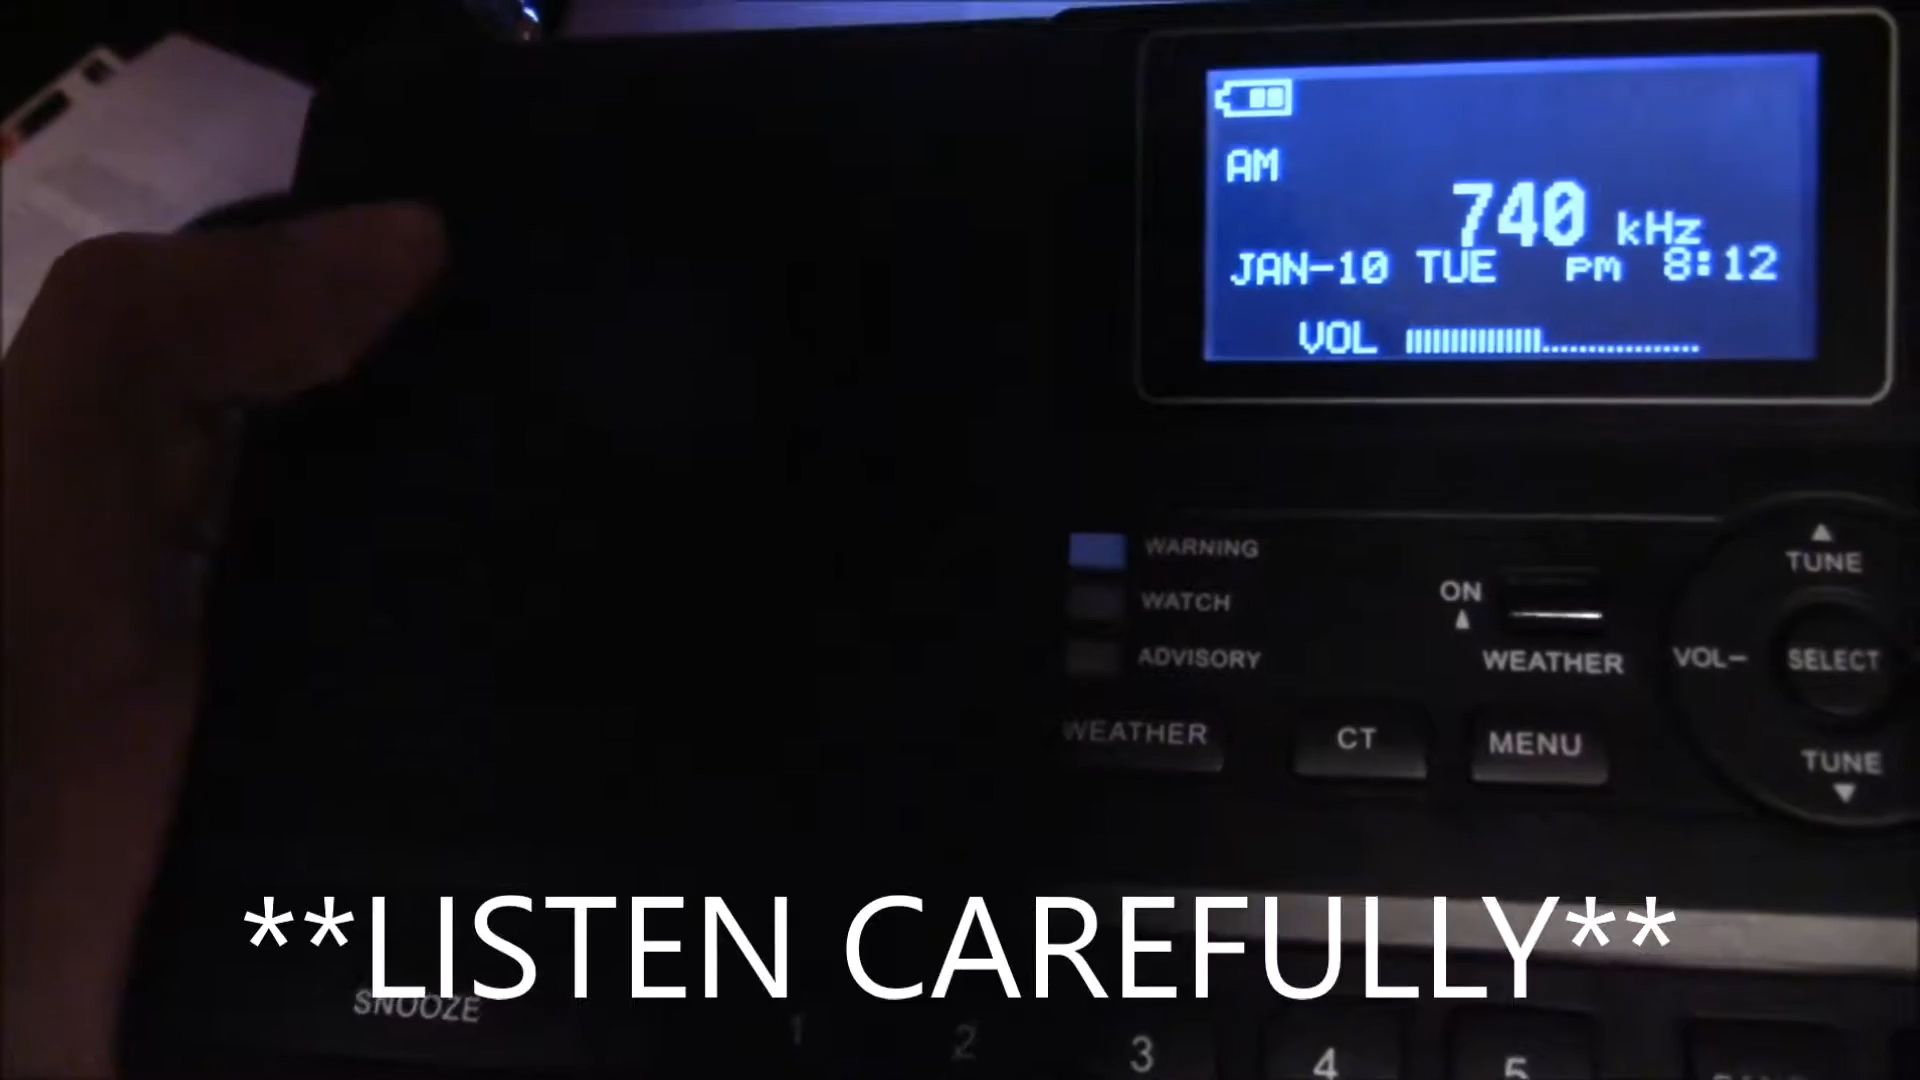 AM
740 kHz
JAN-10 TUE pm 8:12
VOL
WARNING
WATCH
ADVISORY
ON
WEATHER
TUNE
VOL-
SELECT
TUNE
WEATHER
CT
MENU
**LISTEN CAREFULLY**
SNOOZE
1 2 3 4 5